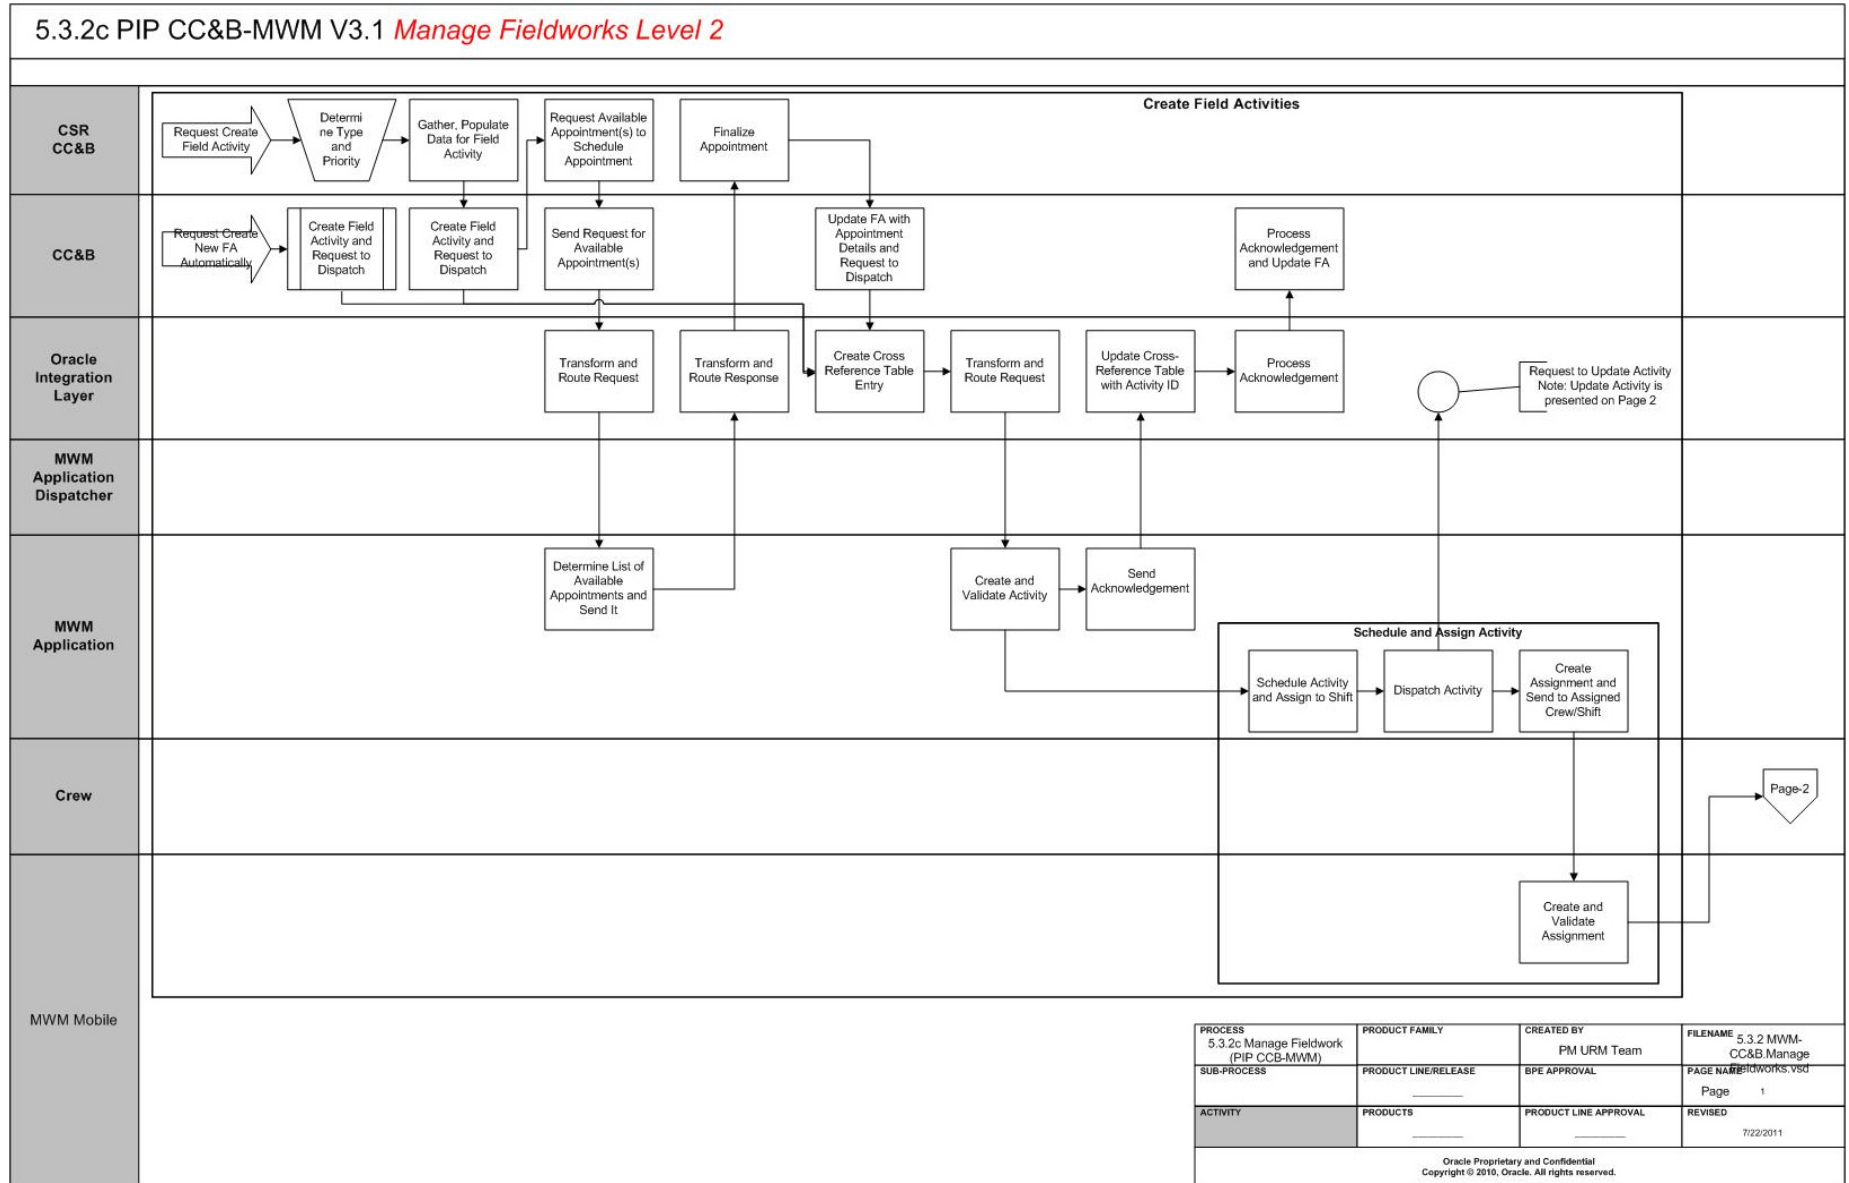 5.3.2c PIP CC&B-MWM V3.1 Manage Fieldworks Level 2
Create Field Activities
CSR
CC&B
Request Create
Field Activity
Determi
ne Type
and
Priority
Gather, Populate
Data for Field
Activity
Request Available
Appointment(s) to
Schedule
Appointment
Finalize
Appointment
CC&B
Request Create
New FA
Automatically
Create Field
Activity and
Request to
Dispatch
Create Field
Activity and
Request to
Dispatch
Send Request for
Available
Appointment(s)
Update FA with
Appointment
Details and
Request to
Dispatch
Process
Acknowledgement
and Update FA
Oracle
Integration
Layer
Transform and
Route Request
Transform and
Route Response
Create Cross
Reference Table
Entry
Transform and
Route Request
Update Cross-
Reference Table
with Activity ID
Process
Acknowledgement
Request to Update Activity
Note: Update Activity is
presented on Page 2
MWM
Application
Dispatcher
MWM
Application
Determine List of
Available
Appointments and
Send It
Create and
Validate Activity
Send
Acknowledgement
Schedule and Assign Activity
Schedule Activity
and Assign to Shift
Dispatch Activity
Create
Assignment and
Send to Assigned
Crew/Shift
Crew
Page-2
MWM Mobile
Create and
Validate
Assignment
PROCESS
5.3.2c Manage Fieldwork
(PIP CCB-MWM)
PRODUCT FAMILY
CREATED BY
PM URM Team
FILENAME
5.3.2 MWM-
CC&B.Manage
Fieldworks.vsd
SUB-PROCESS
PRODUCT LINE/RELEASE
BPE APPROVAL
PAGE NAME
Page 1
ACTIVITY
PRODUCTS
PRODUCT LINE APPROVAL
REVISED
7/22/2011
Oracle Proprietary and Confidential
Copyright © 2010, Oracle. All rights reserved.